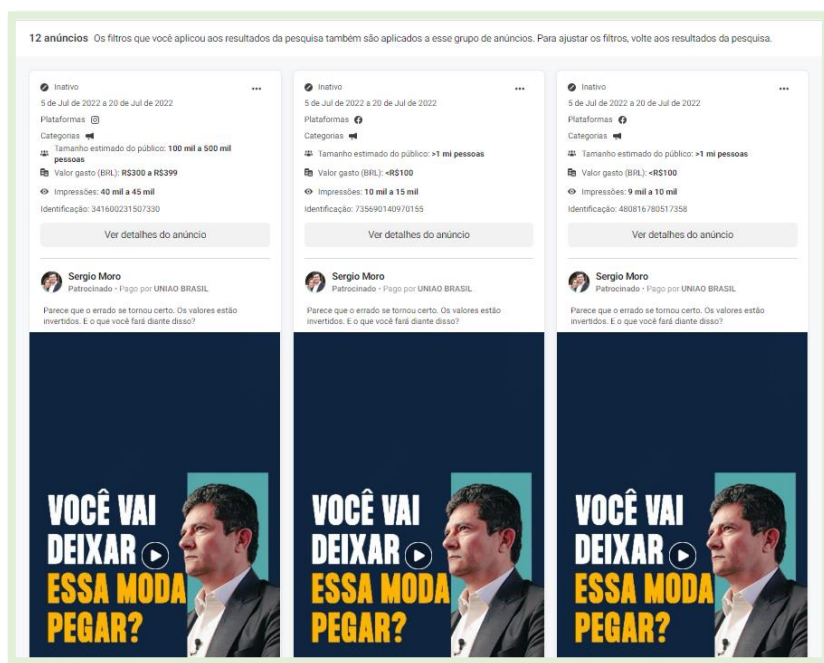 12 anúncios Os filtros que você aplicou aos resultados da pesquisa também são aplicados a esse grupo de anúncios. Para ajustar os filtros, volte aos resultados da pesquisa.
Inativo
5 de Jul de 2022 a 20 de Jul de 2022
Plataformas
Categorias
Tamanho estimado do público: 100 mil a 500 mil
pessoas
Valor gasto (BRL): R$300 a R$399
Impressões: 40 mil a 45 mil
Identificação: 341600231507330
Ver detalhes do anúncio
Sergio Moro
Patrocinado • Pago por UNIAO BRASIL
Parece que o errado se tornou certo. Os valores estão
invertidos. E o que você fará diante disso?
VOCÊ VAI
DEIXAR
ESSA MODA
PEGAR?
Inativo
5 de Jul de 2022 a 20 de Jul de 2022
Plataformas
Categorias
Tamanho estimado do público: >1 mi pessoas
Valor gasto (BRL): <R$100
Impressões: 10 mil a 15 mil
Identificação: 735690140970155
Ver detalhes do anúncio
Sergio Moro
Patrocinado • Pago por UNIAO BRASIL
Parece que o errado se tornou certo. Os valores estão
invertidos. E o que você fará diante disso?
VOCÊ VAI
DEIXAR
ESSA MODA
PEGAR?
Inativo
5 de Jul de 2022 a 20 de Jul de 2022
Plataformas
Categorias
Tamanho estimado do público: >1 mi pessoas
Valor gasto (BRL): <R$100
Impressões: 9 mil a 10 mil
Identificação: 480816780517358
Ver detalhes do anúncio
Sergio Moro
Patrocinado • Pago por UNIAO BRASIL
Parece que o errado se tornou certo. Os valores estão
invertidos. E o que você fará diante disso?
VOCÊ VAI
DEIXAR
ESSA MODA
PEGAR?